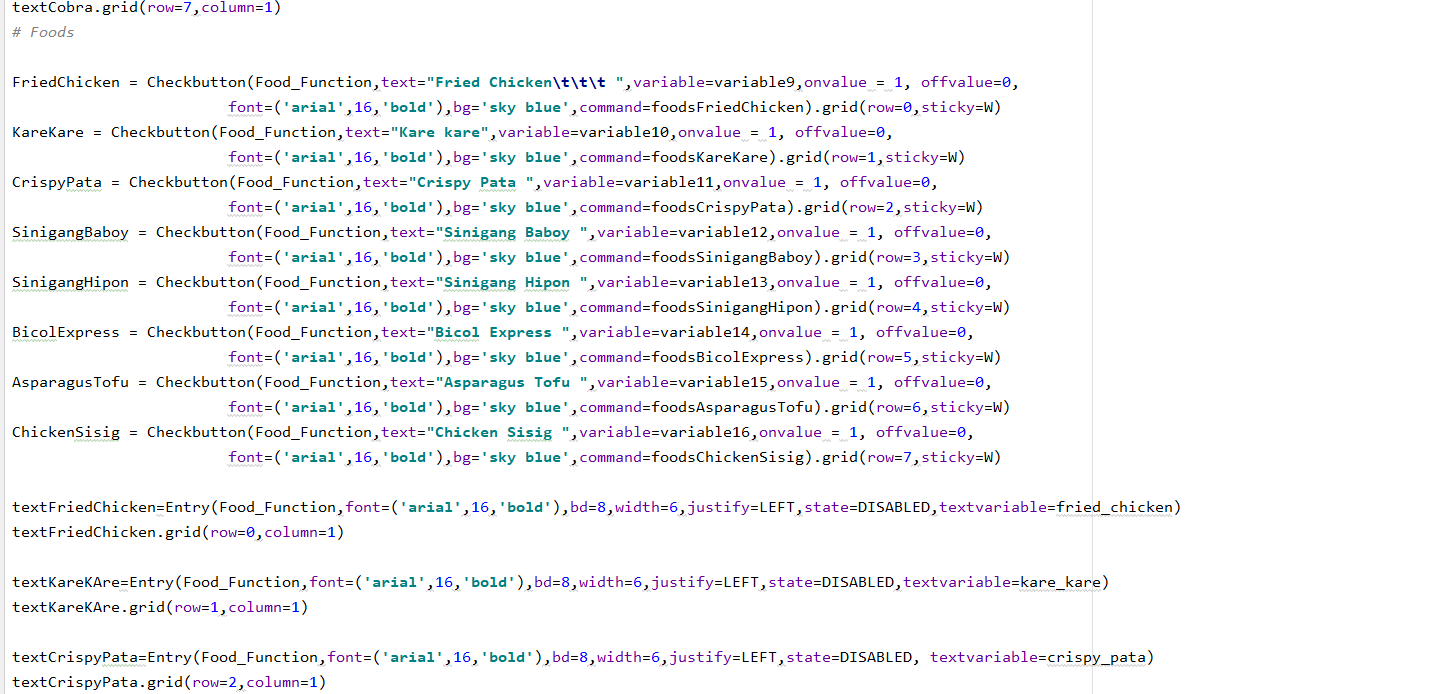 textCobra.grid(row=7,column=1)
# Foods
FriedChicken = Checkbutton(Food_Function,text="Fried Chicken\t\t\t ",variable=variable9,onvalue = 1, offvalue=0,
font=('arial',16,'bold'),bg='sky blue',command=foodsFriedChicken).grid(row=0,sticky=W)
KareKare = Checkbutton(Food_Function,text="Kare kare",variable=variable10,onvalue = 1, offvalue=0,
font=('arial',16,'bold'),bg='sky blue',command=foodsKareKare).grid(row=1,sticky=W)
CrispyPata = Checkbutton(Food_Function,text="Crispy Pata ",variable=variable11,onvalue = 1, offvalue=0,
font=('arial',16,'bold'),bg='sky blue',command=foodsCrispyPata).grid(row=2,sticky=W)
SinigangBaboy = Checkbutton(Food_Function,text="Sinigang Baboy ",variable=variable12,onvalue = 1, offvalue=0,
font=('arial',16,'bold'),bg='sky blue',command=foodsSinigangBaboy).grid(row=3,sticky=W)
SinigangHipon = Checkbutton(Food_Function,text="Sinigang Hipon ",variable=variable13,onvalue = 1, offvalue=0,
font=('arial',16,'bold'),bg='sky blue',command=foodsSinigangHipon).grid(row=4,sticky=W)
BicolExpress = Checkbutton(Food_Function,text="Bicol Express ",variable=variable14,onvalue = 1, offvalue=0,
font=('arial',16,'bold'),bg='sky blue',command=foodsBicolExpress).grid(row=5,sticky=W)
AsparagusTofu = Checkbutton(Food_Function,text="Asparagus Tofu ",variable=variable15,onvalue = 1, offvalue=0,
font=('arial',16,'bold'),bg='sky blue',command=foodsAsparagusTofu).grid(row=6,sticky=W)
ChickenSisig = Checkbutton(Food_Function,text="Chicken Sisig ",variable=variable16,onvalue = 1, offvalue=0,
font=('arial',16,'bold'),bg='sky blue',command=foodsChickenSisig).grid(row=7,sticky=W)
textFriedChicken=Entry(Food_Function,font=('arial',16,'bold'),bd=8,width=6,justify=LEFT,state=DISABLED,textvariable=fried_chicken)
textFriedChicken.grid(row=0,column=1)
textKareKAre=Entry(Food_Function,font=('arial',16,'bold'),bd=8,width=6,justify=LEFT,state=DISABLED,textvariable=kare_kare)
textKareKAre.grid(row=1,column=1)
textCrispyPata=Entry(Food_Function,font=('arial',16,'bold'),bd=8,width=6,justify=LEFT,state=DISABLED, textvariable=crispy_pata)
textCrispyPata.grid(row=2,column=1)